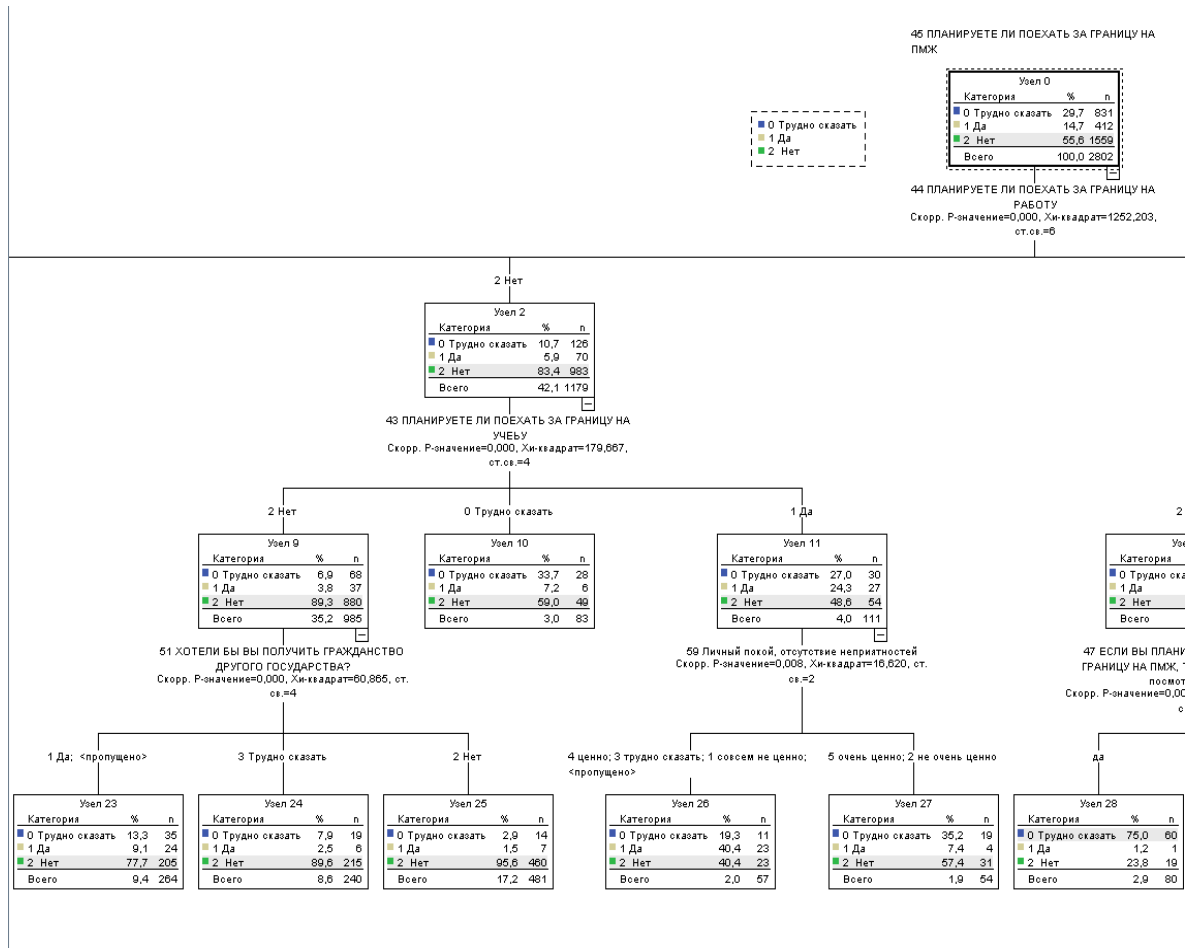 45 ПЛАНИРУЕТЕ ЛИ ПОЕХАТЬ ЗА ГРАНИЦУ НА
ПМЖ
Узел 0
Категория % n
0 Трудно сказать 29,7 831
1 Да 14,7 412
2 Нет 55,6 1559
Всего 100,0 2802
0 Трудно сказать
1 Да
2 Нет
44 ПЛАНИРУЕТЕ ЛИ ПОЕХАТЬ ЗА ГРАНИЦУ НА
РАБОТУ
Скорр. P-значение=0,000, Хи-квадрат=1252,203,
ст.св.=6
2 Нет
Узел 2
Категория % n
0 Трудно сказать 10,7 126
1 Да 5,9 70
2 Нет 83,4 983
Всего 42,1 1179
43 ПЛАНИРУЕТЕ ЛИ ПОЕХАТЬ ЗА ГРАНИЦУ НА
УЧЕЬУ
Скорр. P-значение=0,000, Хи-квадрат=179,667,
ст.св.=4
2 Нет
0 Трудно сказать
1 Да
2
Узел 9
Категория % n
0 Трудно сказать 6,9 68
1 Да 3,8 37
2 Нет 89,3 880
Всего 35,2 985
Узел 10
Категория % n
0 Трудно сказать 33,7 28
1 Да 7,2 6
2 Нет 59,0 49
Всего 3,0 83
Узел 11
Категория % n
0 Трудно сказать 27,0 30
1 Да 24,3 27
2 Нет 48,6 54
Всего 4,0 111
Категория
0 Трудно
1 Да
2 Нет
Всего
51 ХОТЕЛИ БЫ ВЫ ПОЛУЧИТЬ ГРАЖДАНСТВО
ДРУГОГО ГОСУДАРСТВА?
Скорр. P-значение=0,000, Хи-квадрат=60,865, ст.
св.=4
59 Личный покой, отсутствие неприятностей
Скорр. P-значение=0,008, Хи-квадрат=16,620, ст.
св.=2
47 ЕСЛИ ВЫ
ГРАНИЦУ НА ПМЖ,
Скорр. P-значение=0,00
1 Да; <пропущено>
3 Трудно сказать
2 Нет
4 ценно; 3 трудно сказать; 1 совсем не ценно;
<пропущено>
5 очень ценно; 2 не очень ценно
да
Узел 23
Категория % n
0 Трудно сказать 13,3 35
1 Да 9,1 24
2 Нет 77,7 205
Всего 9,4 264
Узел 24
Категория % n
0 Трудно сказать 7,9 19
1 Да 2,5 6
2 Нет 89,6 215
Всего 8,6 240
Узел 25
Категория % n
0 Трудно сказать 2,9 14
1 Да 1,5 7
2 Нет 95,6 460
Всего 17,2 481
Узел 26
Категория % n
0 Трудно сказать 19,3 11
1 Да 40,4 23
2 Нет 40,4 23
Всего 2,0 57
Узел 27
Категория % n
0 Трудно сказать 35,2 19
1 Да 7,4 4
2 Нет 57,4 31
Всего 1,9 54
Узел 28
Категория % n
0 Трудно сказать 75,0 60
1 Да 1,2 1
2 Нет 23,8 19
Всего 2,9 80